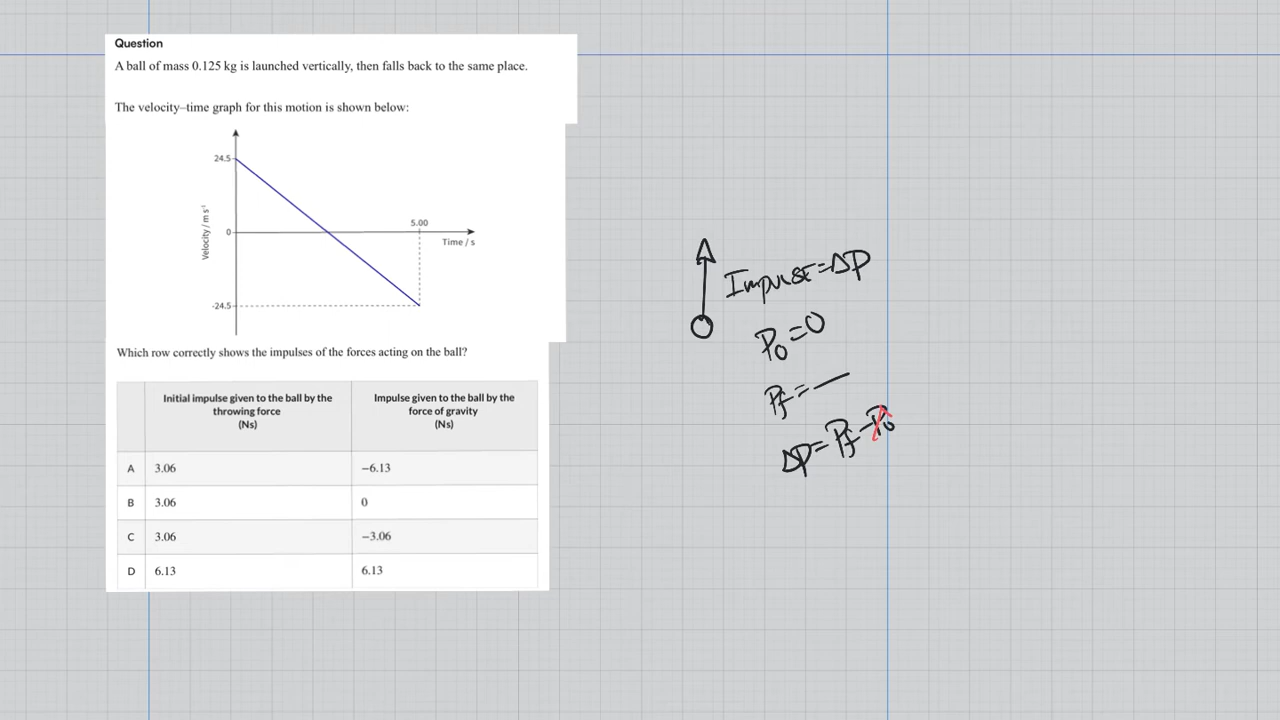 Question
A ball of mass 0.125 kg is launched vertically, then falls back to the same place.
The velocity–time graph for this motion is shown below:
24.5
Velocity / m s⁻¹
0
5.00
Time / s
-24.5
Which row correctly shows the impulses of the forces acting on the ball?
Initial impulse given to the ball by the throwing force (Ns)
Impulse given to the ball by the force of gravity (Ns)
A 3.06 −6.13
B 3.06 0
C 3.06 −3.06
D 6.13 6.13
Impulse=ΔP
P₀=0
Pf=—
ΔP=Pf-P₀